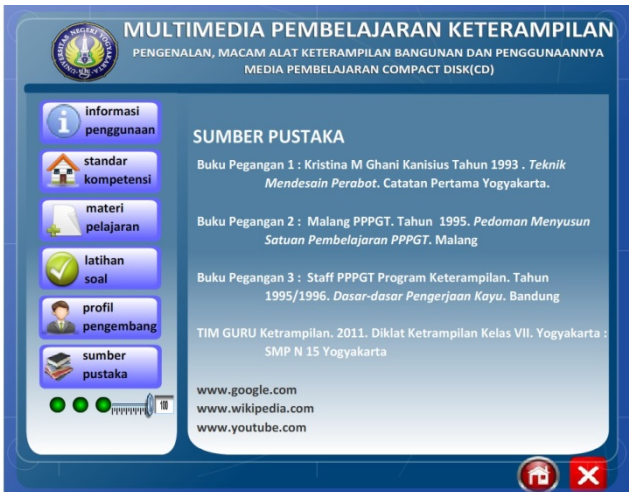 MULTIMEDIA PEMBELAJARAN KETERAMPILAN
PENGENALAN, MACAM ALAT KETERAMPILAN BANGUNAN DAN PENGGUNAANNYA
MEDIA PEMBELAJARAN COMPACT DISK(CD)
UNIVERSITAS NEGERI YOGYAKARTA
informasi
penggunaan
standar
kompetensi
materi
pelajaran
latihan
soal
profil
pengembang
sumber
pustaka
100
SUMBER PUSTAKA
Buku Pegangan 1 : Kristina M Ghani Kanisius Tahun 1993 . Teknik
Mendesain Perabot. Catatan Pertama Yogyakarta.
Buku Pegangan 2 : Malang PPPGT. Tahun 1995. Pedoman Menyusun
Satuan Pembelajaran PPPGT. Malang
Buku Pegangan 3 : Staff PPPGT Program Keterampilan. Tahun
1995/1996. Dasar-dasar Pengerjaan Kayu. Bandung
TIM GURU Ketrampilan. 2011. Diklat Ketrampilan Kelas VII. Yogyakarta :
SMP N 15 Yogyakarta
www.google.com
www.wikipedia.com
www.youtube.com